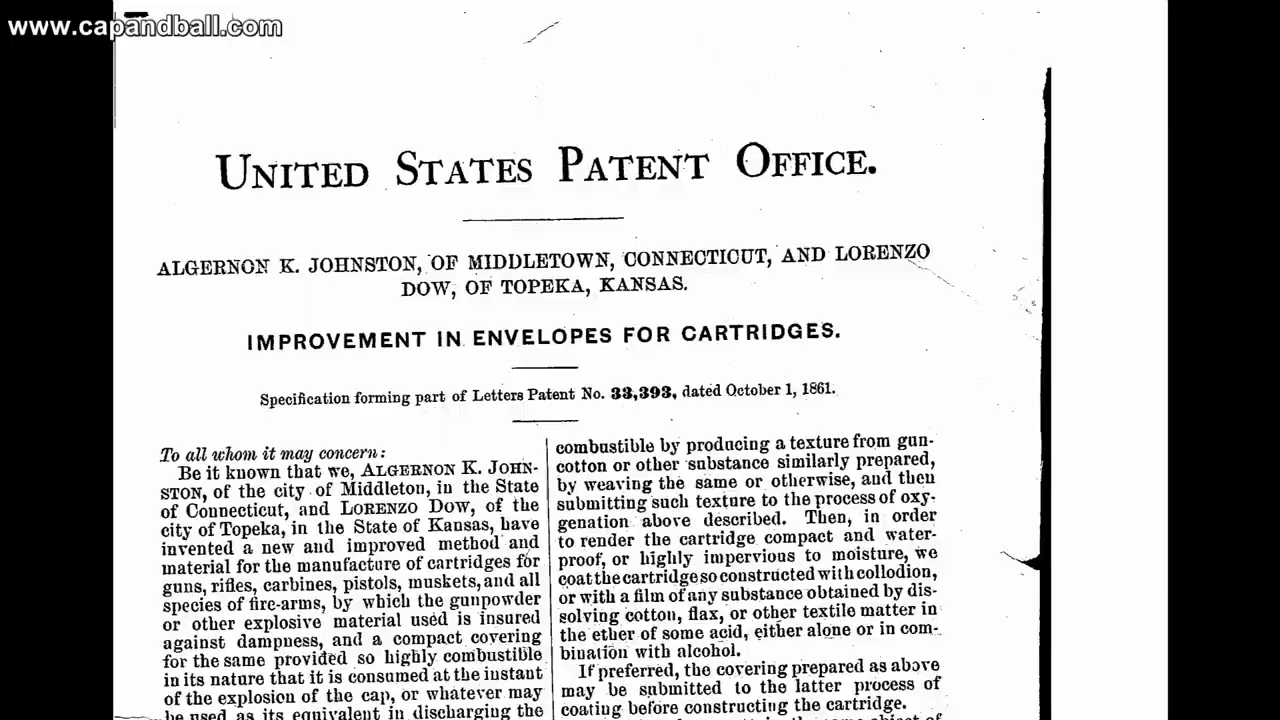 www.capandball.com
UNITED STATES PATENT OFFICE.
ALGERNON K. JOHNSTON, OF MIDDLETOWN, CONNECTICUT, AND LORENZO
DOW, OF TOPEKA, KANSAS.
IMPROVEMENT IN ENVELOPES FOR CARTRIDGES.
Specification forming part of Letters Patent No. 33,393, dated October 1, 1861.
To all whom it may concern:
Be it known that we, ALGERNON K. JOHN-
STON, of the city of Middleton, in the State
of Connecticut, and LORENZO DOW, of the
city of Topeka, in the State of Kansas, have
invented a new and improved method and
material for the manufacture of cartridges for
guns, rifles, carbines, pistols, muskets, and all
species of fire-arms, by which the gunpowder
or other explosive material used is insured
against dampness, and a compact covering
for the same provided so highly combustible
in its nature that it is consumed at the instant
of the explosion of the cap, or whatever may
be used as its equivalent in discharging the
combustible by producing a texture from gun-
cotton or other substance similarly prepared,
by weaving the same or otherwise, and then
submitting such texture to the process of oxy-
genation above described. Then, in order
to render the cartridge compact and water-
proof, or highly impervious to moisture, we
coat the cartridge so constructed with collodion,
or with a film of any substance obtained by dis-
solving cotton, flax, or other textile matter in
the ether of some acid, either alone or in com-
bination with alcohol.
If preferred, the covering prepared as above
may be submitted to the latter process of
coating before constructing the cartridge.